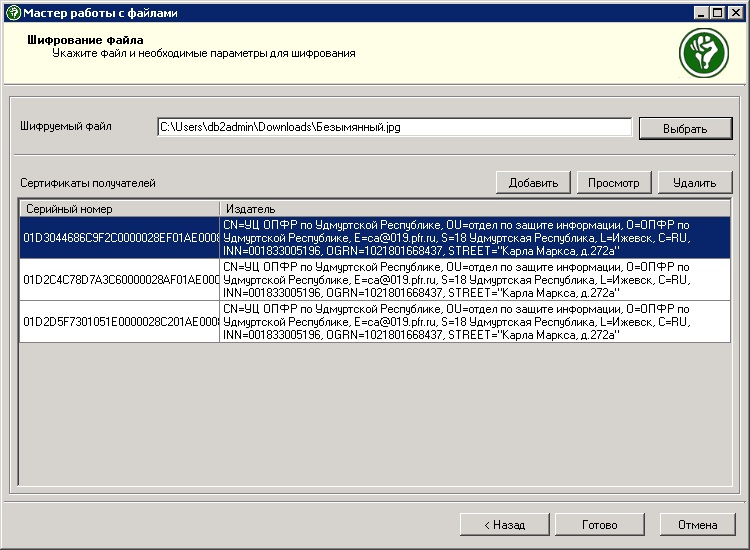 Мастер работы с файлами
Шифрование файла
Укажите файл и необходимые параметры для шифрования
Шифруемый файл
C:\Users\db2admin\Downloads\Безымянный.jpg
Выбрать
Сертификаты получателей
Добавить
Просмотр
Удалить
Серийный номер
Издатель
01D3044686C9F2C0000028EF01AE0008
CN=УЦ ОПФР по Удмуртской Республике, OU=отдел по защите информации, O=ОПФР по
Удмуртской Республике, E=ca@019.pfr.ru, S=18 Удмуртская Республика, L=Ижевск, C=RU,
INN=001833005196, OGRN=1021801668437, STREET="Карла Маркса, д.272а"
01D2C4C78D7A3C60000028AF01AE000
CN=УЦ ОПФР по Удмуртской Республике, OU=отдел по защите информации, O=ОПФР по
Удмуртской Республике, E=ca@019.pfr.ru, S=18 Удмуртская Республика, L=Ижевск, C=RU,
INN=001833005196, OGRN=1021801668437, STREET="Карла Маркса, д.272а"
01D2D5F7301051E0000028C201AE0008
CN=УЦ ОПФР по Удмуртской Республике, OU=отдел по защите информации, O=ОПФР по
Удмуртской Республике, E=ca@019.pfr.ru, S=18 Удмуртская Республика, L=Ижевск, C=RU,
INN=001833005196, OGRN=1021801668437, STREET="Карла Маркса, д.272а"
< Назад
Готово
Отмена